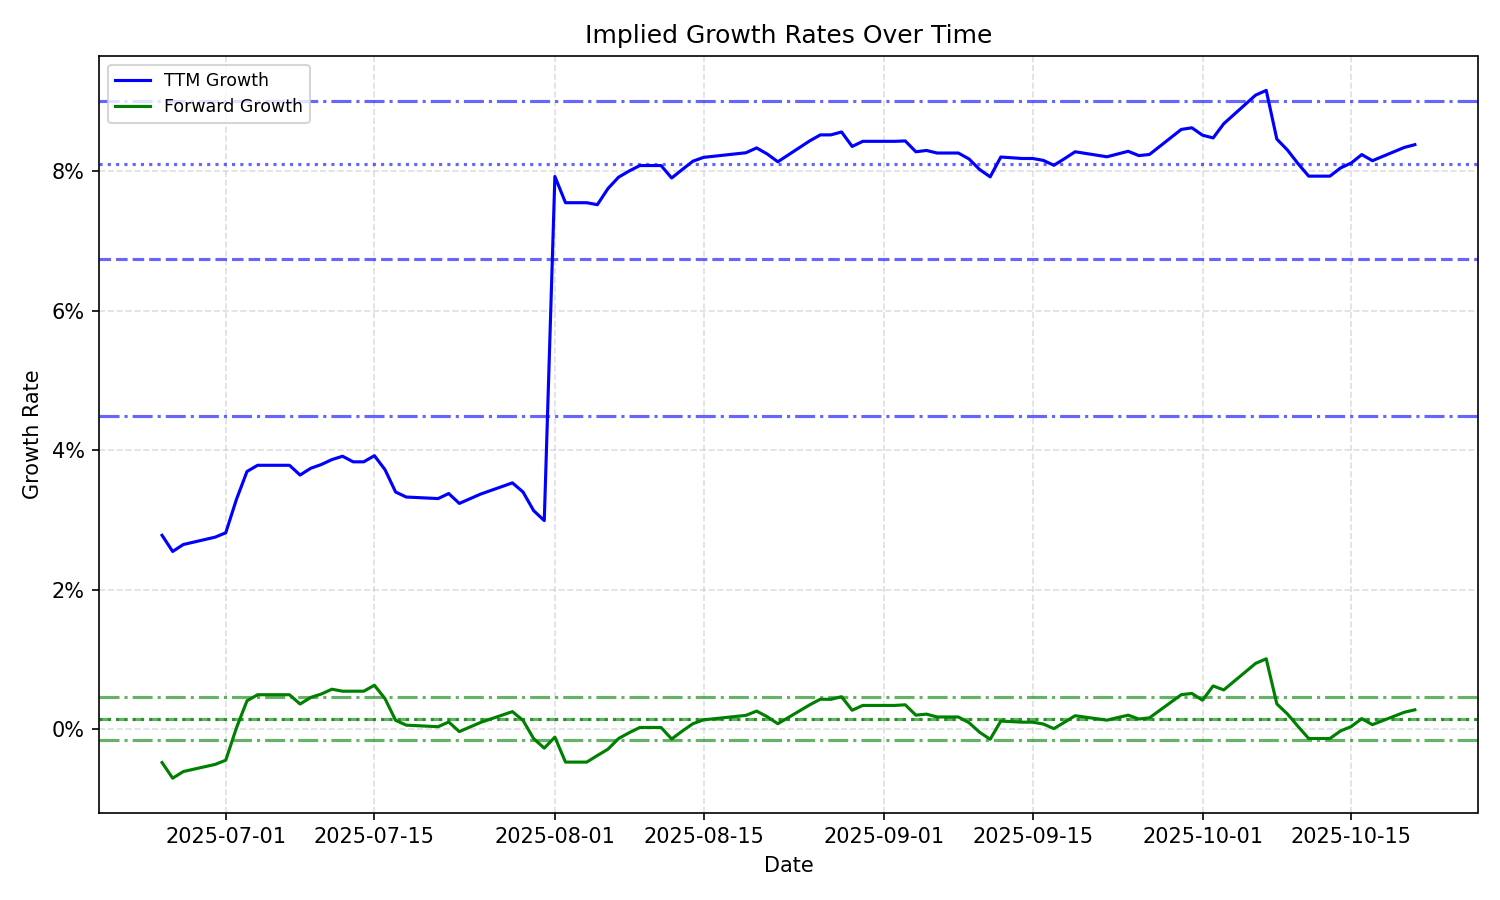 Implied Growth Rates Over Time
TTM Growth
Forward Growth
8%
6%
4%
2%
0%
Growth Rate
2025-07-01
2025-07-15
2025-08-01
2025-08-15
2025-09-01
2025-09-15
2025-10-01
2025-10-15
Date